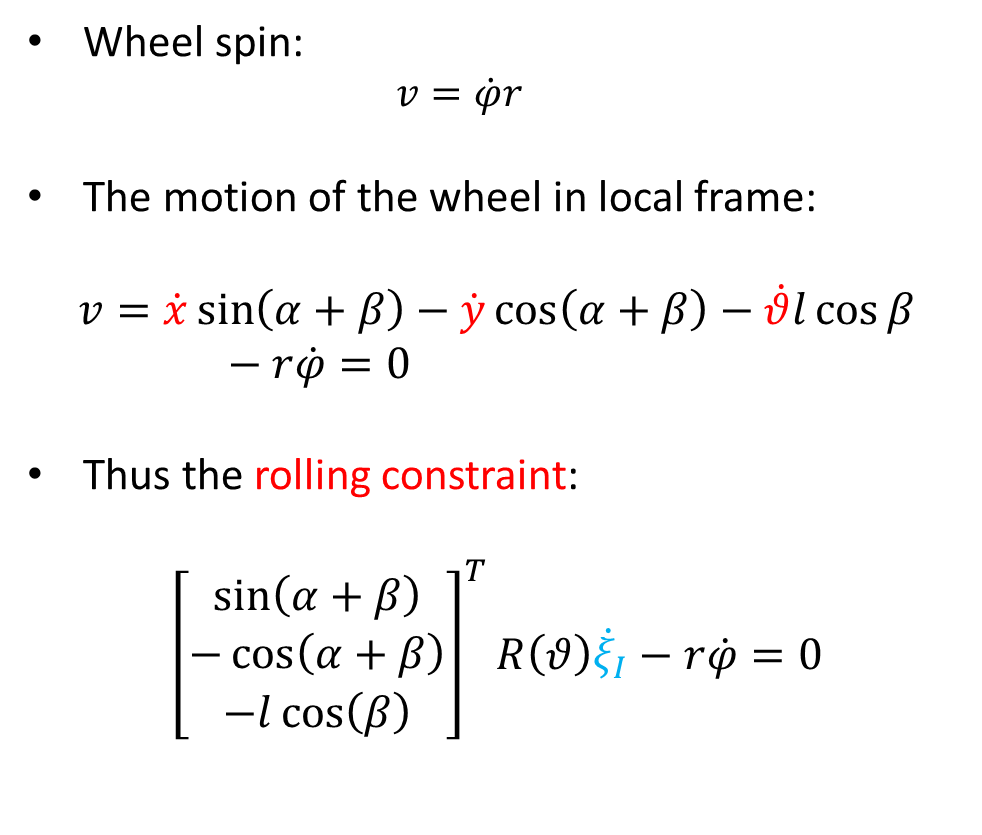 • Wheel spin:
v = φ̇r
• The motion of the wheel in local frame:
v = ẋ sin(α + β) − ẏ cos(α + β) − ϑ̇l cos β
− rφ̇ = 0
• Thus the rolling constraint:
[ sin(α + β)
− cos(α + β)
−l cos(β) ]ᵀ R(ϑ)ξ̇_I − rφ̇ = 0